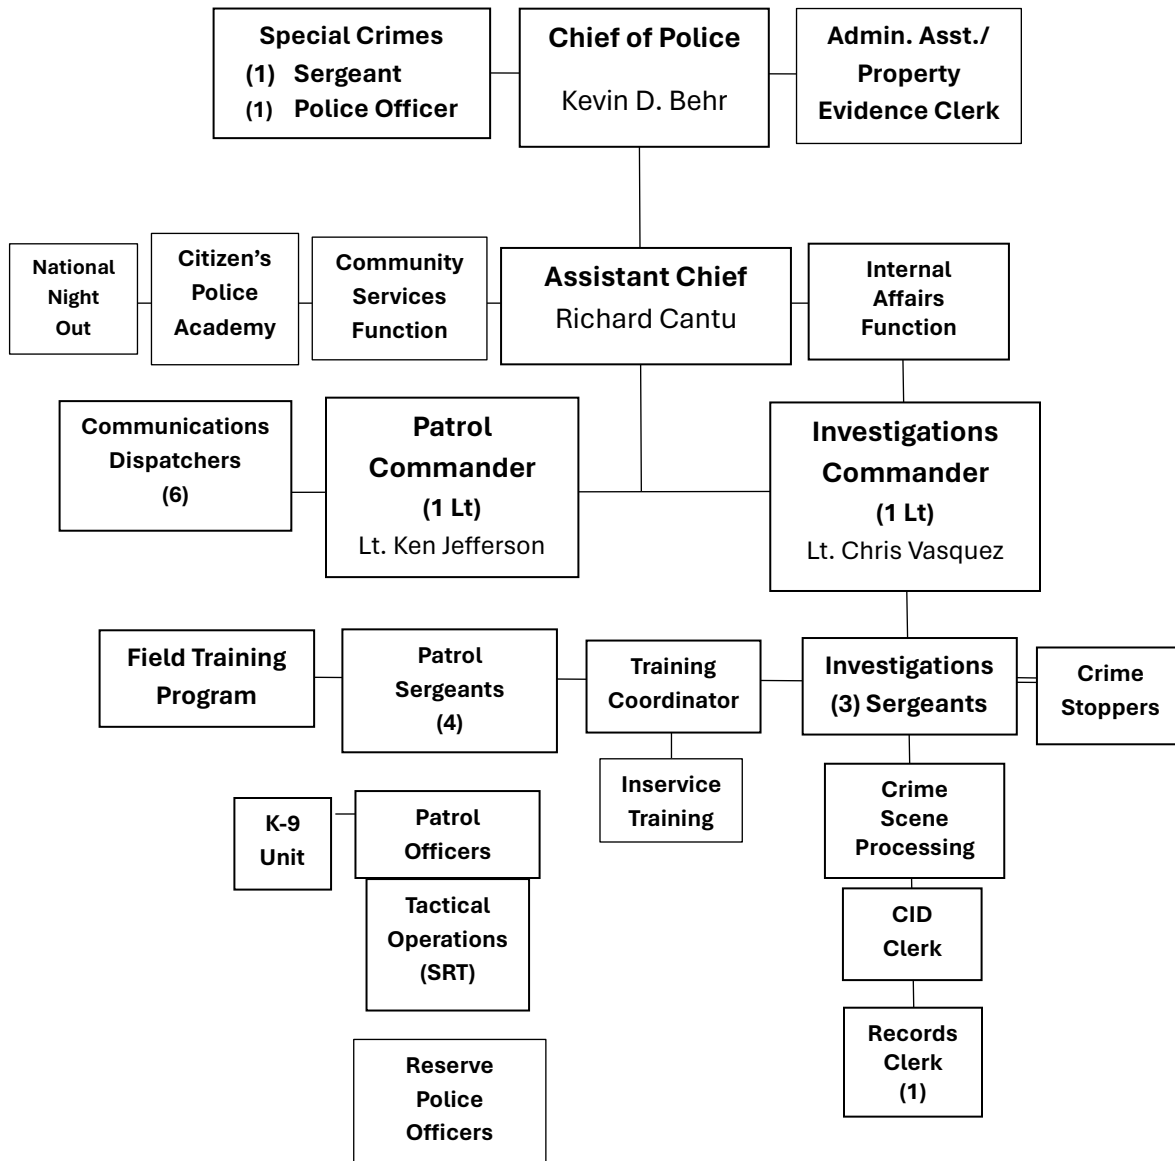 Special Crimes
(1) Sergeant
(1) Police Officer
Chief of Police
Kevin D. Behr
Admin. Asst./
Property
Evidence Clerk
National
Night
Out
Citizen’s
Police
Academy
Community
Services
Function
Assistant Chief
Richard Cantu
Internal
Affairs
Function
Communications
Dispatchers
(6)
Patrol
Commander
(1 Lt)
Lt. Ken Jefferson
Investigations
Commander
(1 Lt)
Lt. Chris Vasquez
Field Training
Program
Patrol
Sergeants
(4)
Training
Coordinator
Investigations
(3) Sergeants
Crime
Stoppers
Inservice
Training
K-9
Unit
Patrol
Officers
Crime
Scene
Processing
Tactical
Operations
(SRT)
CID
Clerk
Records
Clerk
(1)
Reserve
Police
Officers